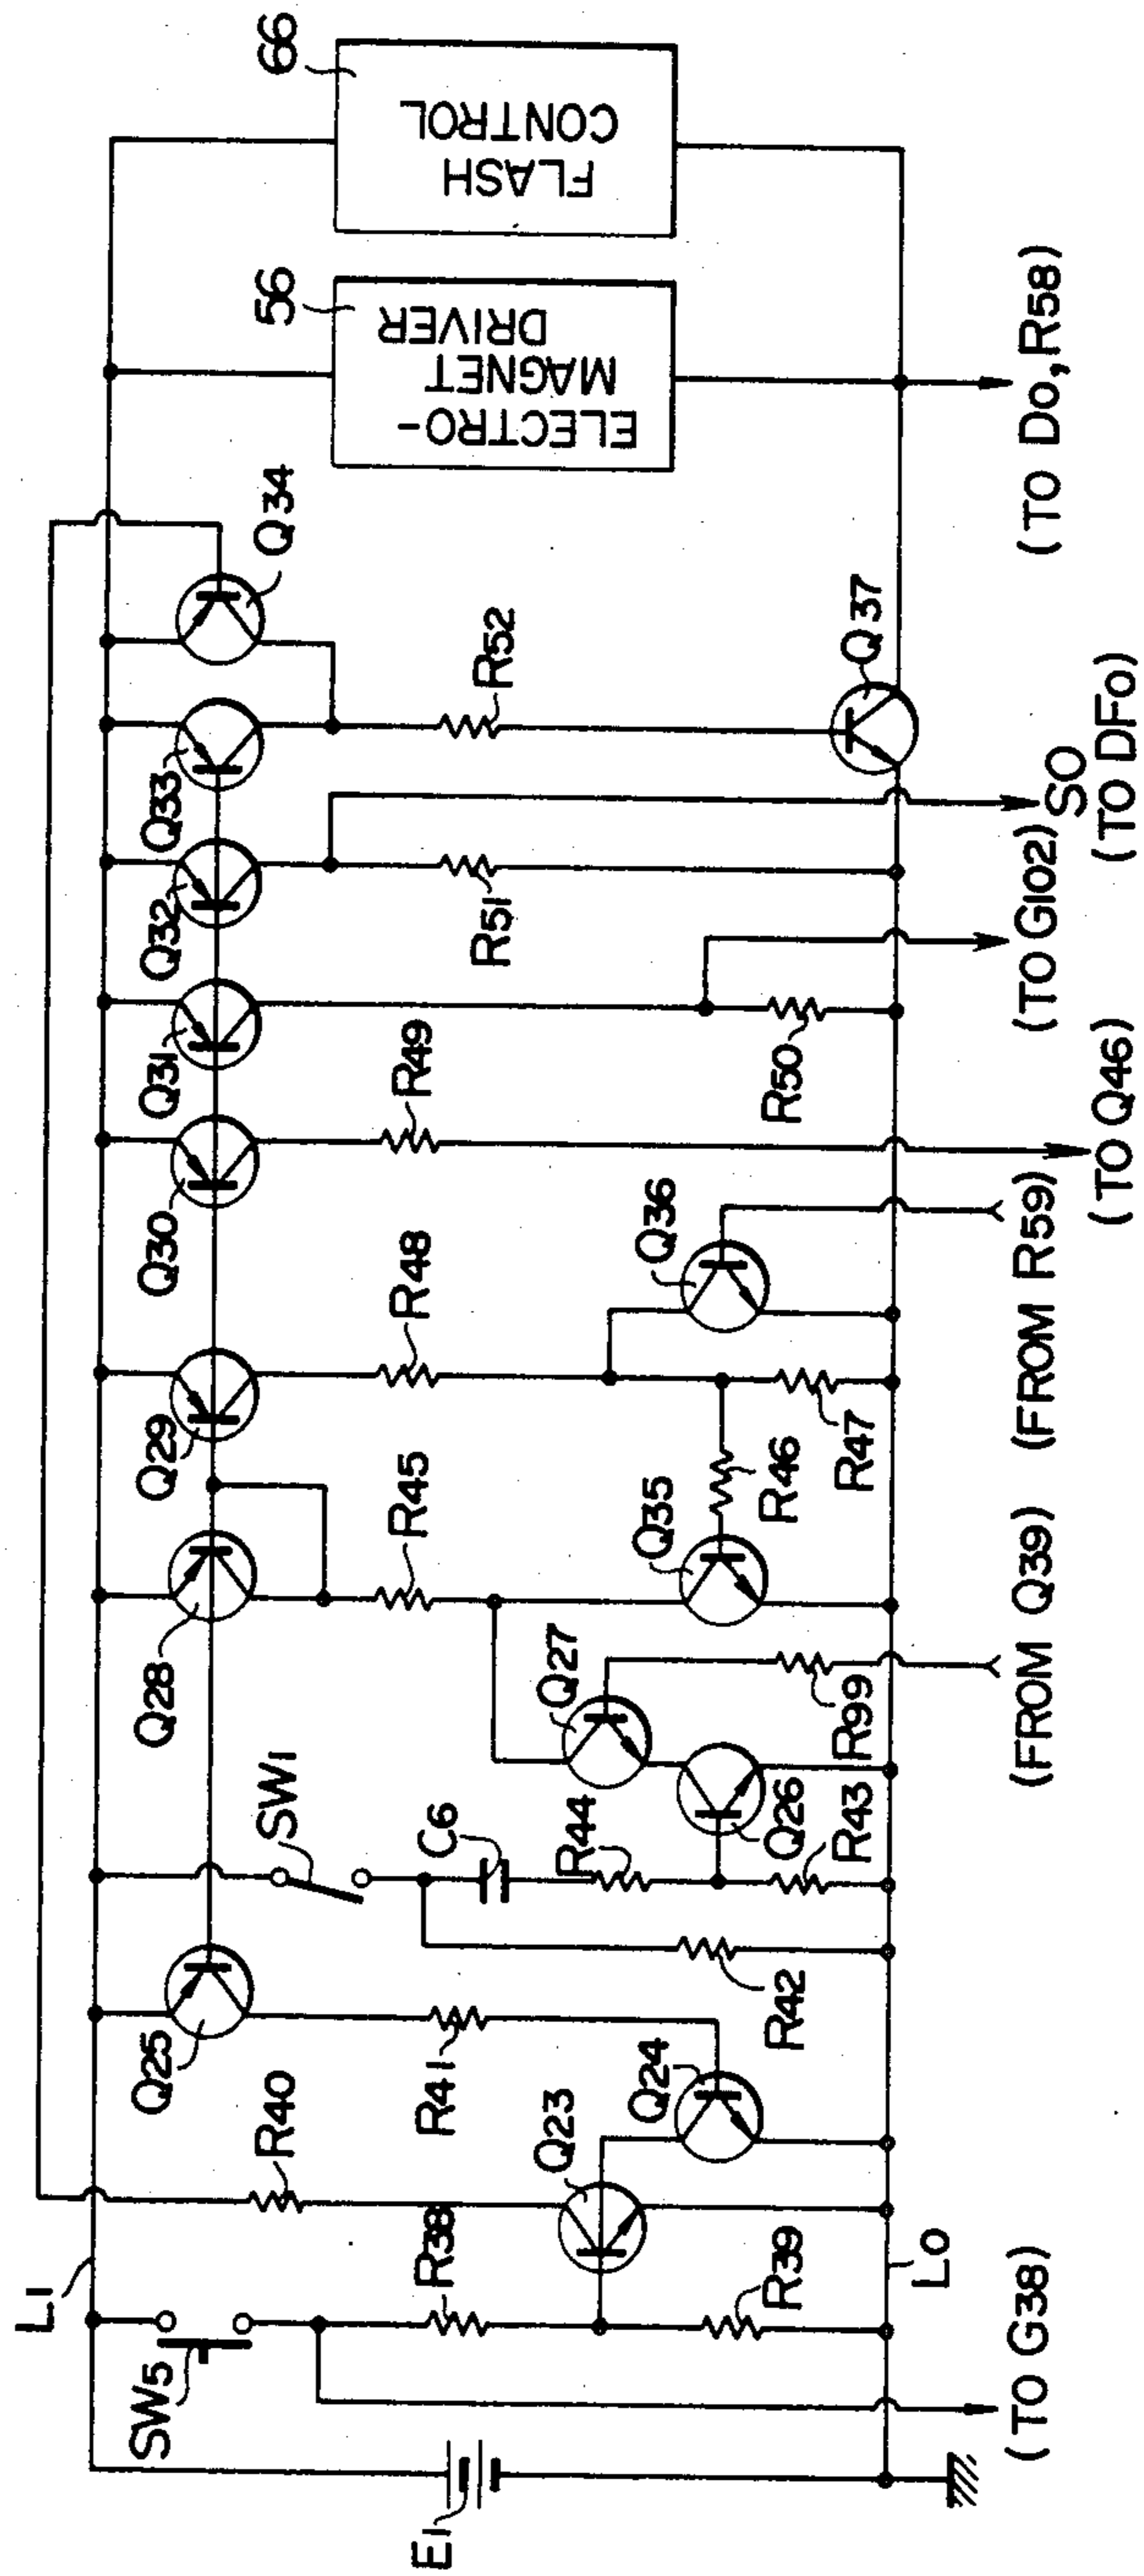 L1
SW5
E1
(TO G38)
R38
R39
L0
R40
Q23
Q24
Q25
R41
R42
SW1
C6
R44
R43
Q26
Q27
R99
(FROM Q39)
Q28
R45
Q35
R46
R47
Q29
R48
Q36
(FROM R59)
Q30
R49
(TO Q46)
Q31
R50
(TO G102)
Q32
R51
SO
(TO DF0)
Q33
Q34
R52
Q37
56
ELECTRO-
MAGNET
DRIVER
66
FLASH
CONTROL
(TO D0, R58)